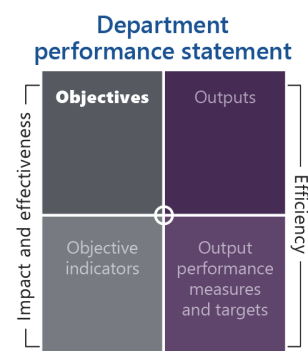 Department
performance statement
Objectives
Outputs
Impact and effectiveness
Efficiency
Objective
indicators
Output
performance
measures
and targets